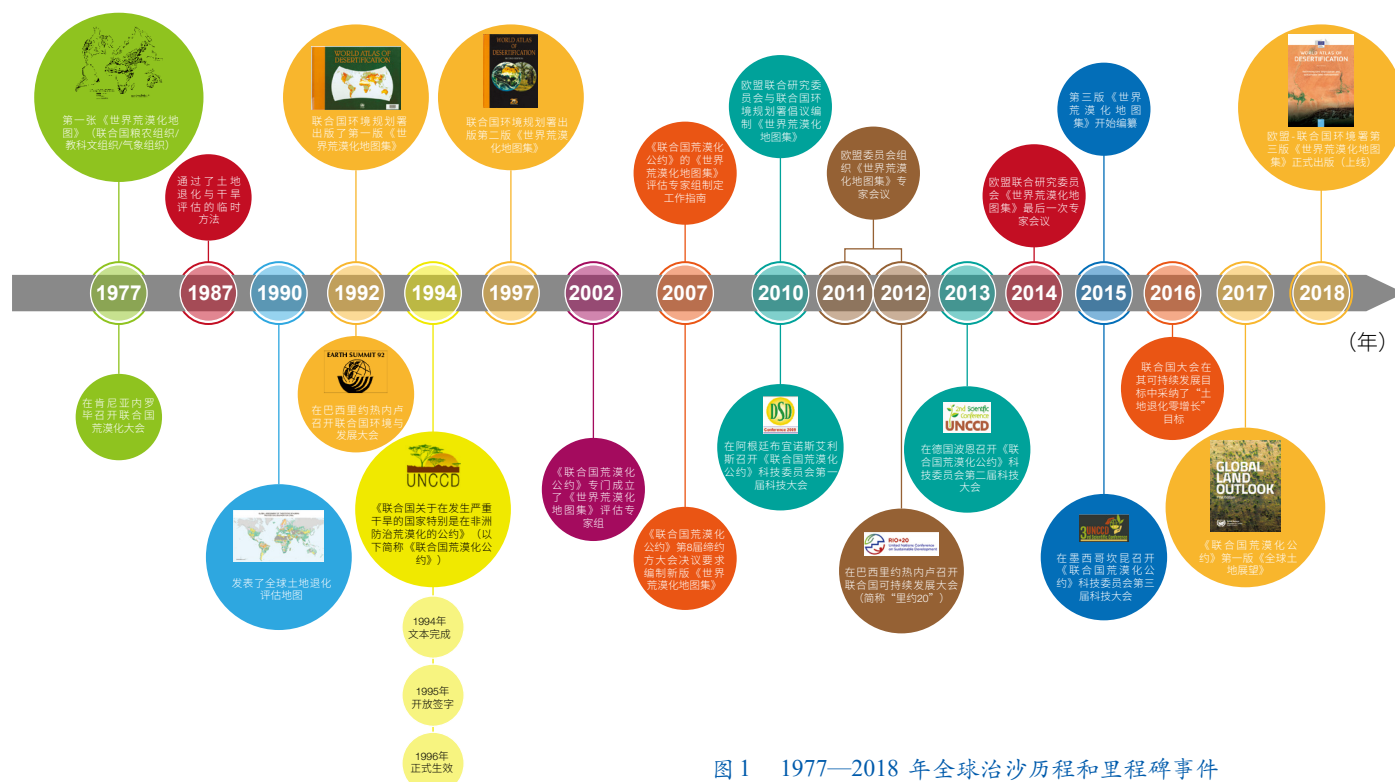 第一张《世界荒漠化地
图》（联合国粮农组织/
教科文组织/气象组织）
通过了土地
退化与干旱
评估的临时
方法
WORLD ATLAS
OF
DESERTIFICATION
联合国环境规划署
出版了第一版《世
界荒漠化地图集》
WORLD ATLAS
OF
DESERTIFICATION
联合国环境规划署出
版第二版《世界荒漠
化地图集》
《联合国荒漠化
公约》的《世界
荒漠化地图集》
评估专家组制定
工作指南
欧盟联合研究委
员会与联合国环
境规划署倡议编
制《世界荒漠化
地图集》
欧盟委员会组
织《世界荒漠
化地图集》专
家会议
欧盟联合研究委员
会《世界荒漠化地
图集》最后一次专
家会议
第三版《世界
荒漠化地图
集》开始编纂
WORLD ATLAS OF
DESERTIFICATION
欧盟-联合国环境署第
三版《世界荒漠化地图
集》正式出版（上线）
1977
1987
1990
1992
1994
1997
2002
2007
2010
2011
2012
2013
2014
2015
2016
2017
2018
（年）
在肯尼亚内罗
毕召开联合国
荒漠化大会
发表了全球土地退化
评估地图
EARTH SUMMIT 92
在巴西里约热内卢
召开联合国环境与
发展大会
UNCCD
《联合国关于在发生严重
干旱的国家特别是在非洲
防治荒漠化的公约》（以
下简称《联合国荒漠化公
约》）
1994年
文本完成
1995年
开放签字
1996年
正式生效
《联合国荒漠化
公约》专门成立
了《世界荒漠化
地图集》评估专
家组
《联合国荒漠化
公约》第8届缔约
方大会决议要求
编制新版《世界
荒漠化地图集》
DSD
Conference 2009
在阿根廷布宜诺斯艾利
斯召开《联合国荒漠化
公约》科技委员会第一
届科技大会
RIO+20
United Nations Conference
on Sustainable Development
在巴西里约热内卢召开
联合国可持续发展大会
（简称“里约20”）
2nd Scientific
Conference
UNCCD
在德国波恩召开《联
合国荒漠化公约》科
技委员会第二届科技
大会
3 UNCCD
在墨西哥坎昆召开
《联合国荒漠化公
约》科技委员会第三
届科技大会
联合国大会在
其可持续发展目
标中采纳了“土
地退化零增长”
目标
GLOBAL
LAND
OUTLOOK
《联合国荒漠化公
约》第一版《全球土
地展望》
图 1 1977—2018 年全球治沙历程和里程碑事件